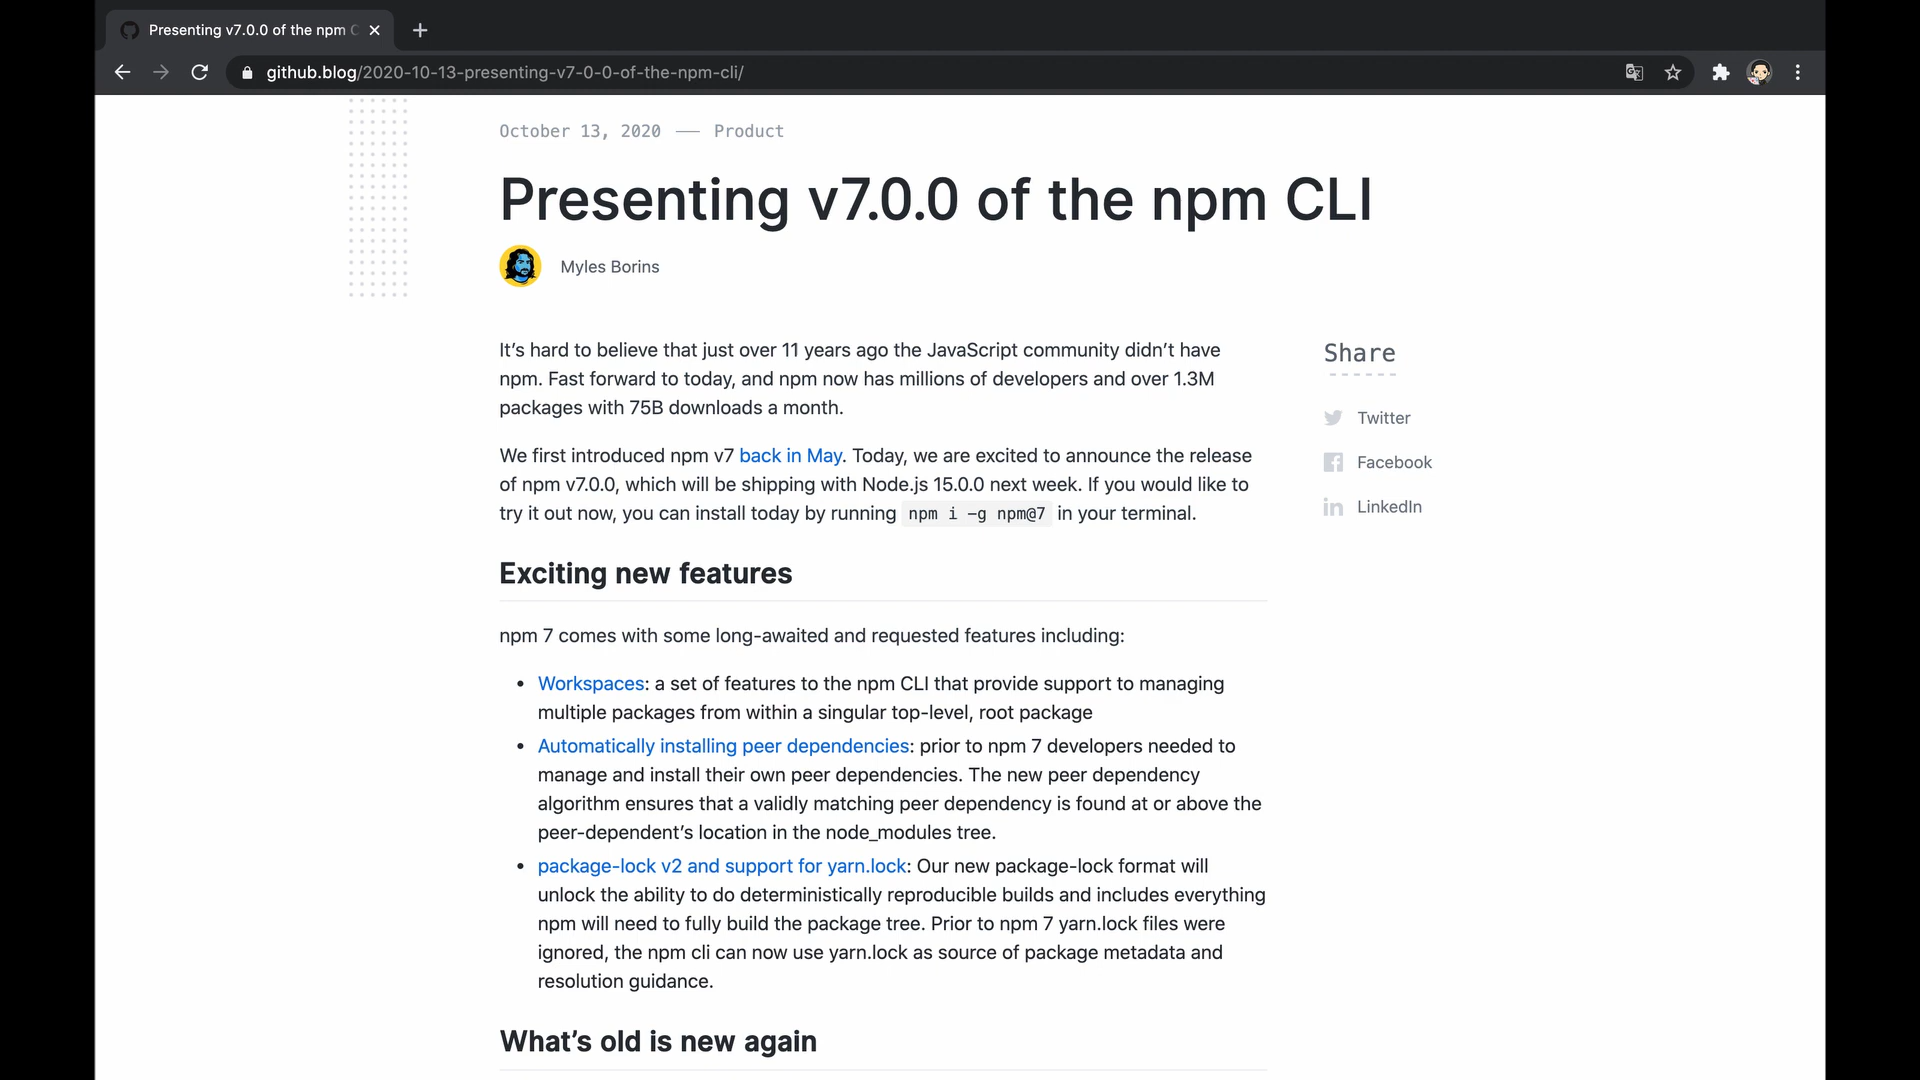 Presenting v7.0.0 of the npm
github.blog/2020-10-13-presenting-v7-0-0-of-the-npm-cli/
October 13, 2020 — Product
Presenting v7.0.0 of the npm CLI
Myles Borins
It’s hard to believe that just over 11 years ago the JavaScript community didn’t have
npm. Fast forward to today, and npm now has millions of developers and over 1.3M
packages with 75B downloads a month.
We first introduced npm v7 back in May. Today, we are excited to announce the release
of npm v7.0.0, which will be shipping with Node.js 15.0.0 next week. If you would like to
try it out now, you can install today by running npm i -g npm@7 in your terminal.
Exciting new features
npm 7 comes with some long-awaited and requested features including:
• Workspaces: a set of features to the npm CLI that provide support to managing
multiple packages from within a singular top-level, root package
• Automatically installing peer dependencies: prior to npm 7 developers needed to
manage and install their own peer dependencies. The new peer dependency
algorithm ensures that a validly matching peer dependency is found at or above the
peer-dependent’s location in the node_modules tree.
• package-lock v2 and support for yarn.lock: Our new package-lock format will
unlock the ability to do deterministically reproducible builds and includes everything
npm will need to fully build the package tree. Prior to npm 7 yarn.lock files were
ignored, the npm cli can now use yarn.lock as source of package metadata and
resolution guidance.
What’s old is new again
Share
Twitter
Facebook
LinkedIn